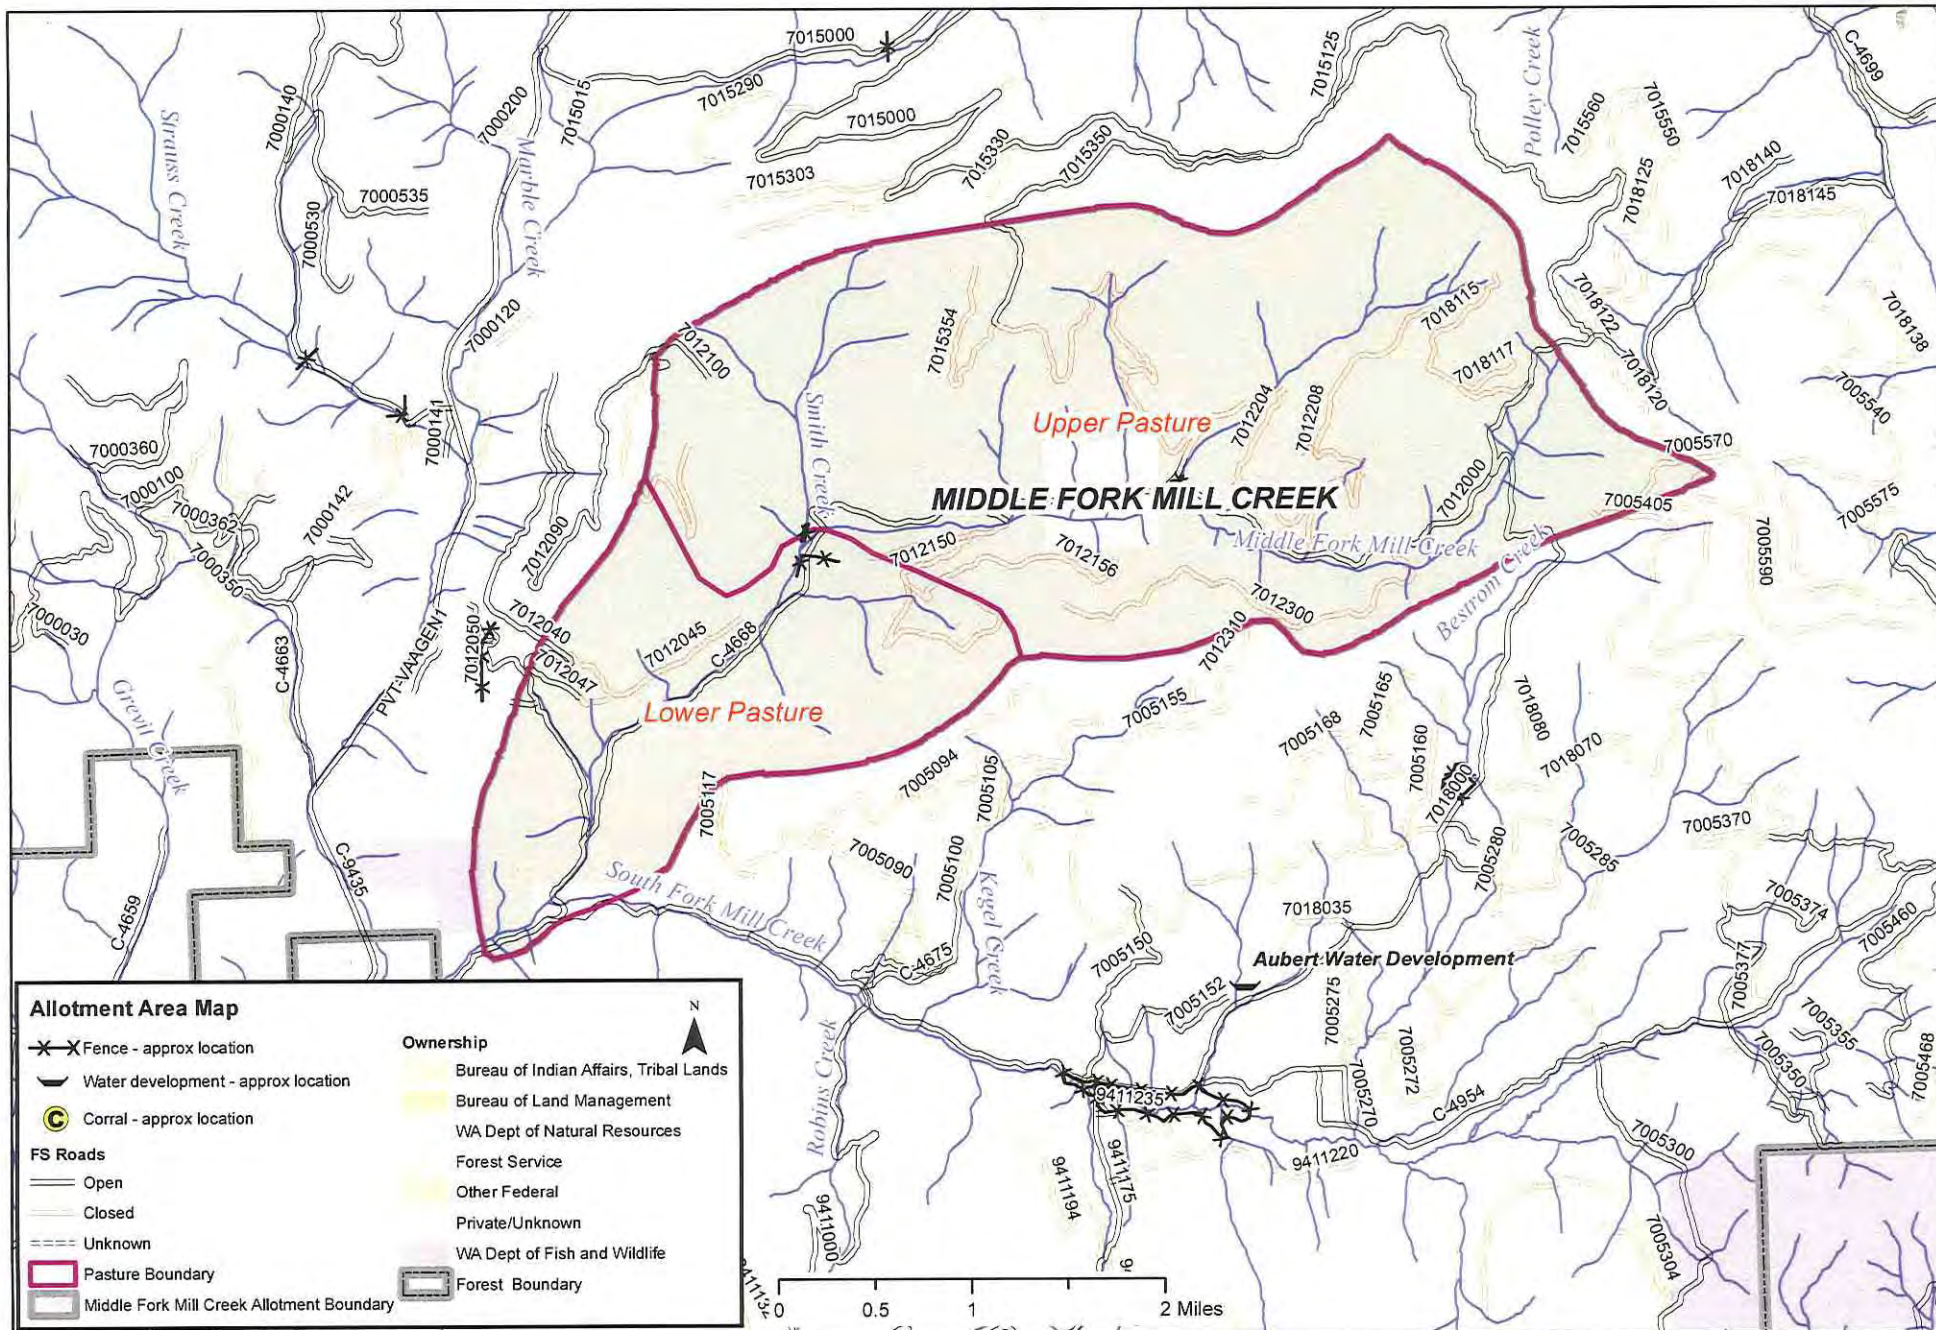 7015000
7015290
7015000
7015303
7015330
7015350
7015125
Polley Creek
7015560
7015550
C-4699
7018125
7018140
7018145
7000140
7000200
7015015
Marble Creek
Strauss Creek
7000535
7000530
7000120
7000141
7000360
7000100
7000362
7000142
7000350
7000030
C-4663
PVT-VAAGEN1
Grevil Creek
C-4659
C-9435
7012100
7012090
7012050
7012040
7012047
7012045
C-4668
Smith Creek
7015354
7018115
7018117
7012204
7012208
Upper Pasture
MIDDLE FORK MILL CREEK
7012000
7012150
7012156
Middle Fork Mill Creek
7012300
7012310
Bestrom Creek
7018122
7018120
7018138
7005540
7005570
7005405
7005575
7005590
Lower Pasture
7005117
South Fork Mill Creek
7005094
7005105
7005155
7005090
7005100
Kegel Creek
C-4675
Robins Creek
7005168
7005165
7005160
7018080
7018070
7018000
7005280
7005285
7005370
7018035
Aubert Water Development
7005150
7005152
7005275
7005272
7005270
7005374
7005377
7005460
7005355
7005350
7005468
C-4954
9411235
9411220
9411194
9411175
9411000
7005300
7005304
Allotment Area Map
Fence - approx location
Water development - approx location
C
Corral - approx location
FS Roads
Open
Closed
Unknown
Pasture Boundary
Middle Fork Mill Creek Allotment Boundary
N
Ownership
Bureau of Indian Affairs, Tribal Lands
Bureau of Land Management
WA Dept of Natural Resources
Forest Service
Other Federal
Private/Unknown
WA Dept of Fish and Wildlife
Forest Boundary
0
0.5
1
2 Miles